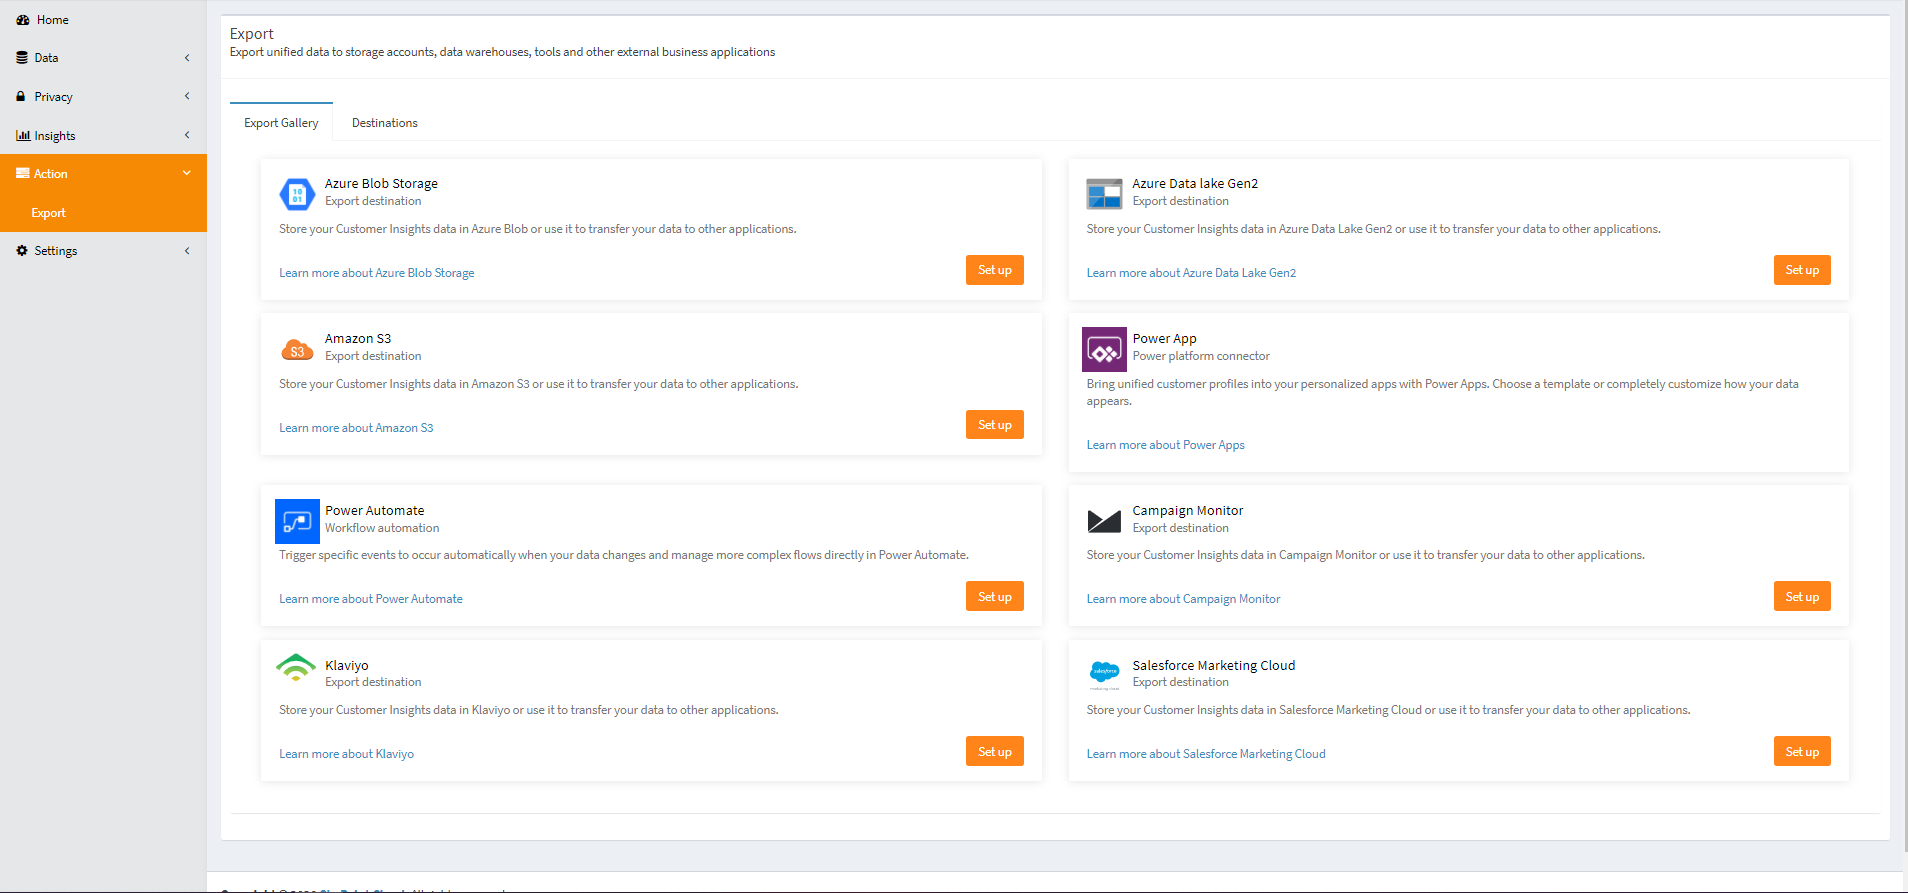 Home
Data
Privacy
Insights
Action
Export
Settings
Export
Export unified data to storage accounts, data warehouses, tools and other external business applications
Export Gallery
Destinations
Azure Blob Storage
Export destination
Store your Customer Insights data in Azure Blob or use it to transfer your data to other applications.
Learn more about Azure Blob Storage
Set up
Azure Data lake Gen2
Export destination
Store your Customer Insights data in Azure Data Lake Gen2 or use it to transfer your data to other applications.
Learn more about Azure Data Lake Gen2
Set up
S3
Amazon S3
Export destination
Store your Customer Insights data in Amazon S3 or use it to transfer your data to other applications.
Learn more about Amazon S3
Set up
Power App
Power platform connector
Bring unified customer profiles into your personalized apps with Power Apps. Choose a template or completely customize how your data
appears.
Learn more about Power Apps
Power Automate
Workflow automation
Trigger specific events to occur automatically when your data changes and manage more complex flows directly in Power Automate.
Learn more about Power Automate
Set up
Campaign Monitor
Export destination
Store your Customer Insights data in Campaign Monitor or use it to transfer your data to other applications.
Learn more about Campaign Monitor
Set up
Klaviyo
Export destination
Store your Customer Insights data in Klaviyo or use it to transfer your data to other applications.
Learn more about Klaviyo
Set up
salesforce
marketing cloud
Salesforce Marketing Cloud
Export destination
Store your Customer Insights data in Salesforce Marketing Cloud or use it to transfer your data to other applications.
Learn more about Salesforce Marketing Cloud
Set up